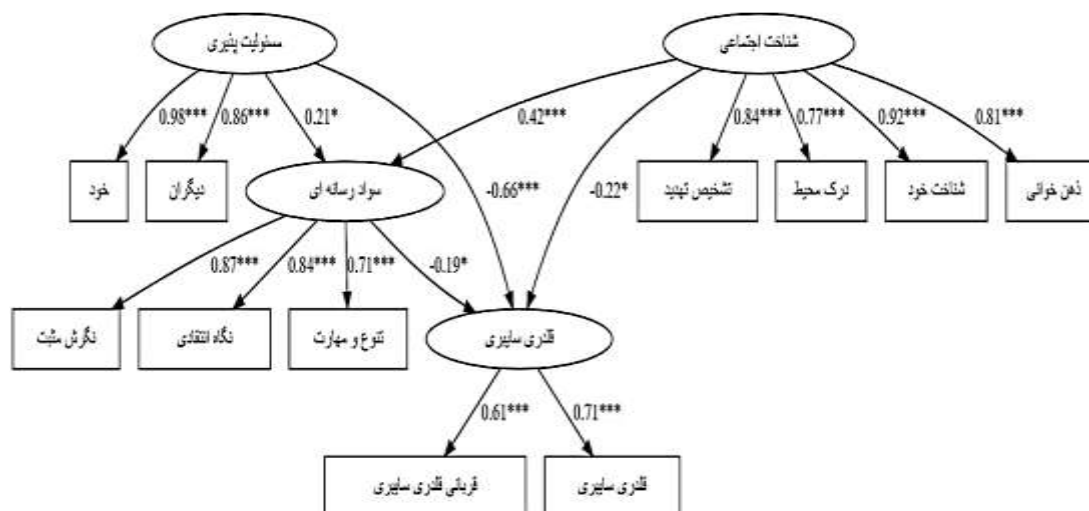 مسئولیت پذیری
شناخت اجتماعی
0.98***
0.86***
0.21*
0.42***
0.84***
0.77***
0.92***
0.81***
خود
دیگران
سواد رسانه ای
-0.66***
-0.22*
تشخیص تهدید
درک محیط
شناخت خود
ذهن خوانی
0.87***
0.84***
0.71***
-0.19*
نگرش مثبت
نگاه انتقادی
تنوع و مهارت
قلدری سایبری
0.61***
0.71***
قربانی قلدری سایبری
قلدری سایبری